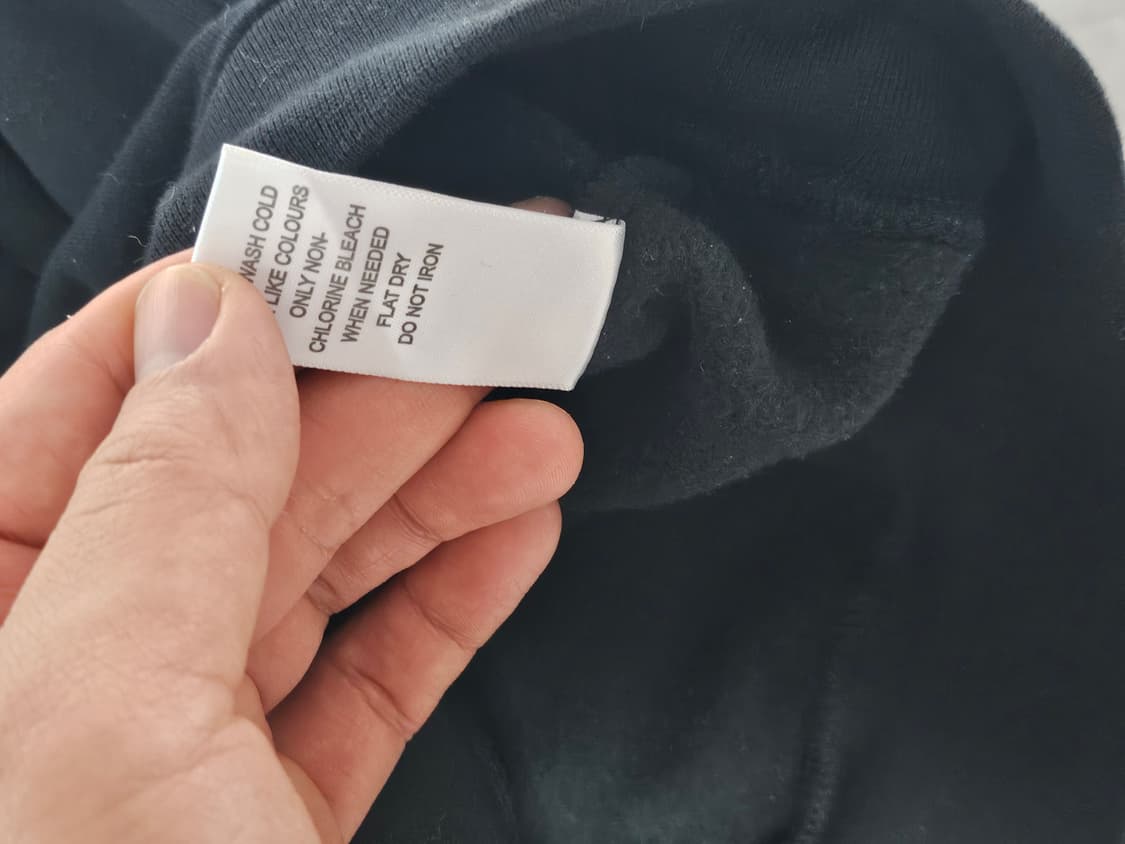 WASH COLD
LIKE COLOURS
ONLY NON-
CHLORINE BLEACH
WHEN NEEDED
FLAT DRY
DO NOT IRON